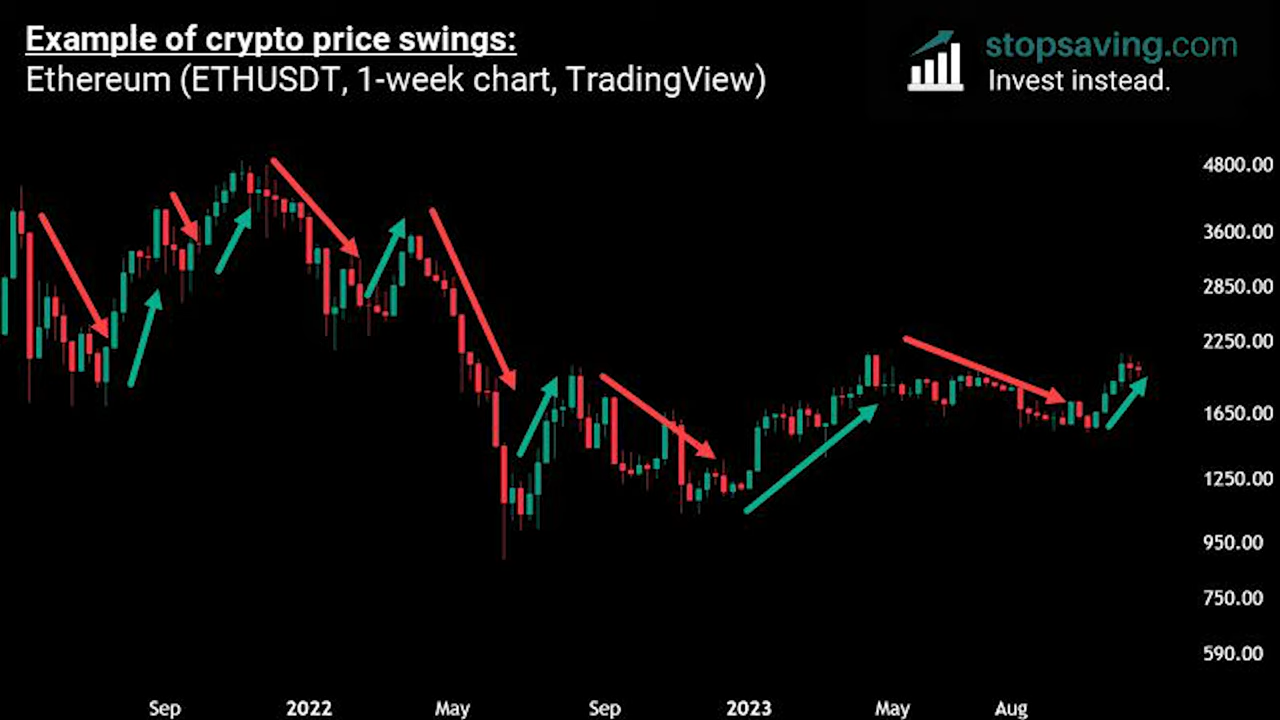 Example of crypto price swings:
Ethereum (ETHUSDT, 1-week chart, TradingView)
stopsaving.com
Invest instead.
4800.00
3600.00
2850.00
2250.00
1650.00
1250.00
950.00
750.00
590.00
Sep 2022 May Sep 2023 May Aug